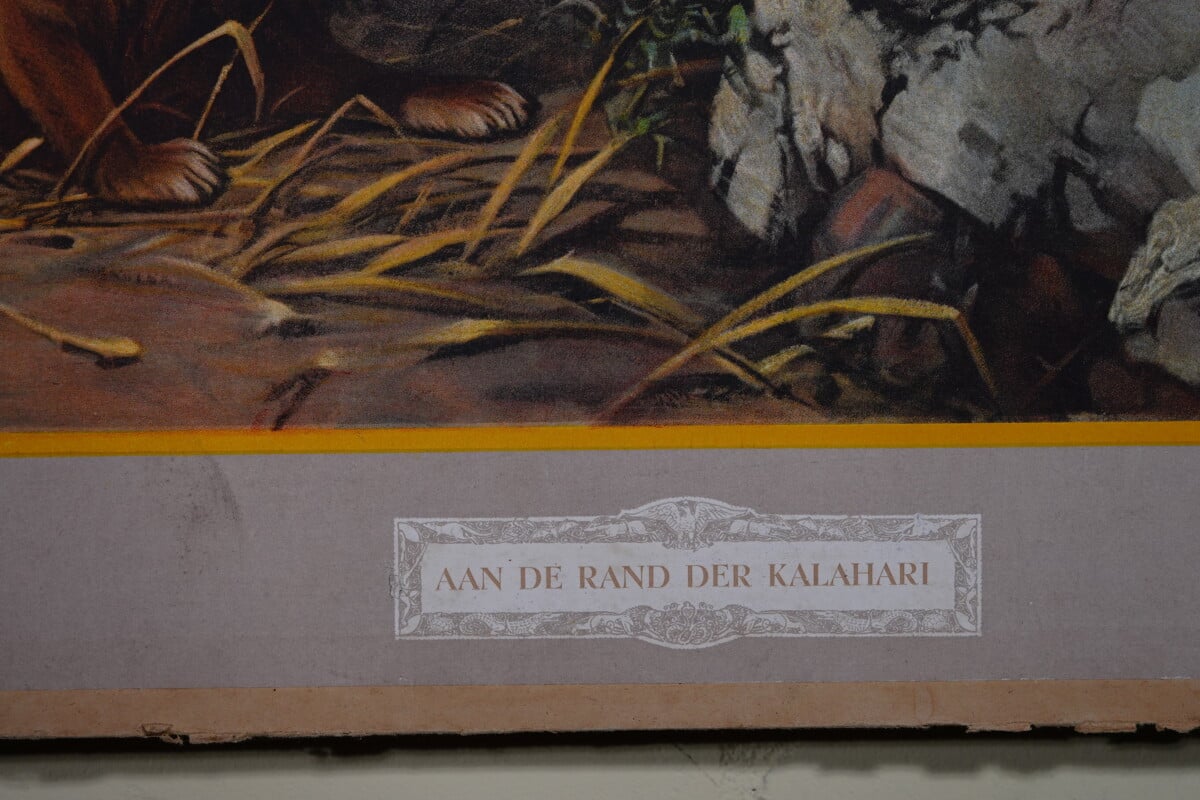 AAN DE RAND DER KALAHARI